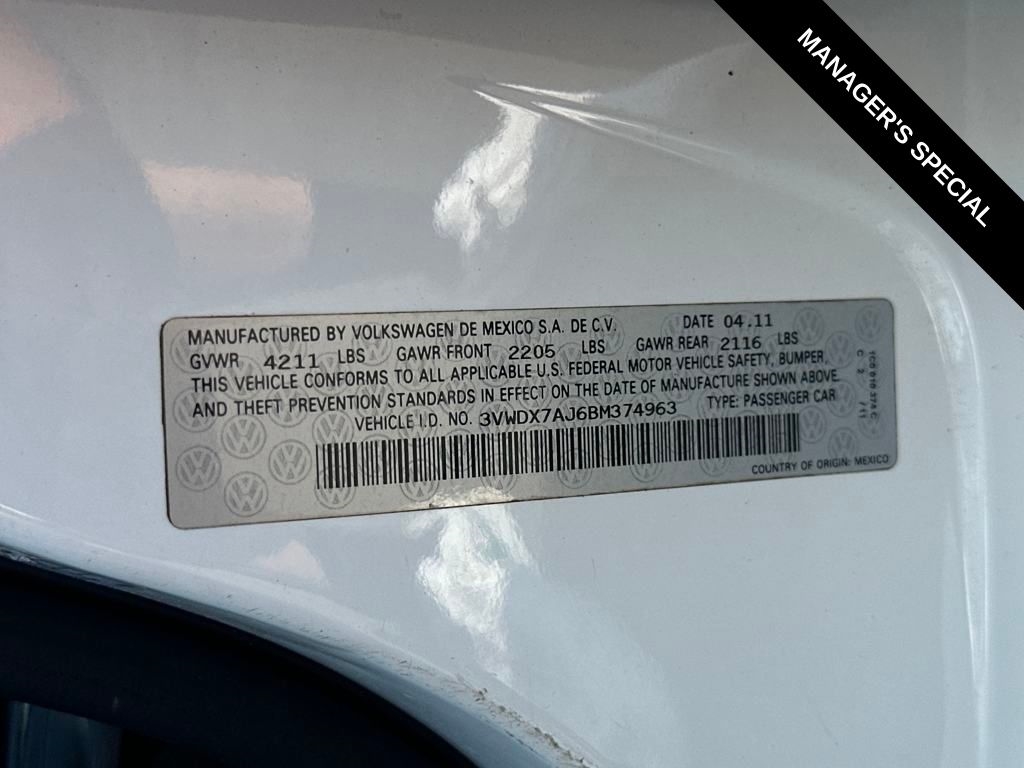 MANAGER'S SPECIAL
MANUFACTURED BY VOLKSWAGEN DE MEXICO S.A. DE C.V. DATE 04.11
GVWR 4211 LBS GAWR FRONT 2205 LBS GAWR REAR 2116 LBS
THIS VEHICLE CONFORMS TO ALL APPLICABLE U.S. FEDERAL MOTOR VEHICLE SAFETY, BUMPER,
AND THEFT PREVENTION STANDARDS IN EFFECT ON THE DATE OF MANUFACTURE SHOWN ABOVE.
VEHICLE I.D. NO. 3VWDX7AJ6BM374963 TYPE: PASSENGER CAR
COUNTRY OF ORIGIN: MEXICO